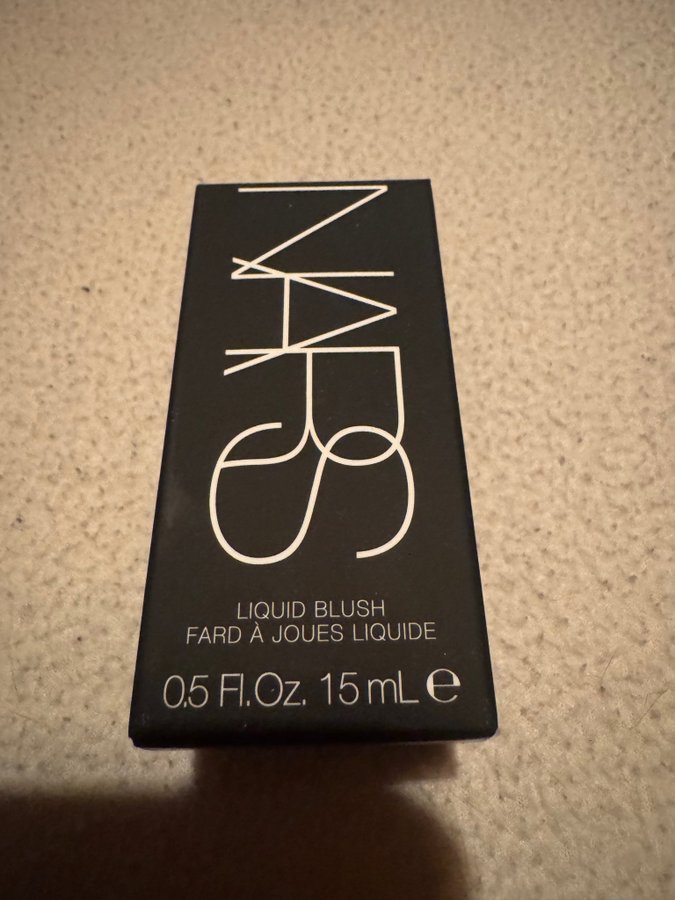 NARS
LIQUID BLUSH
FARD À JOUES LIQUIDE
0.5 Fl.Oz. 15 mL ℮